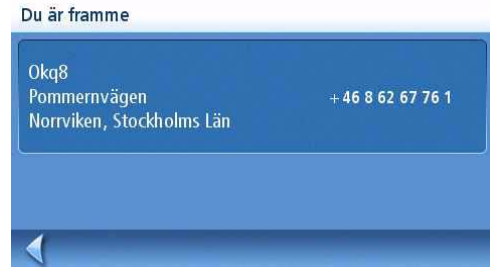 Du är framme
Okq8
Pommernvägen +46 8 62 67 76 1
Norrviken, Stockholms Län